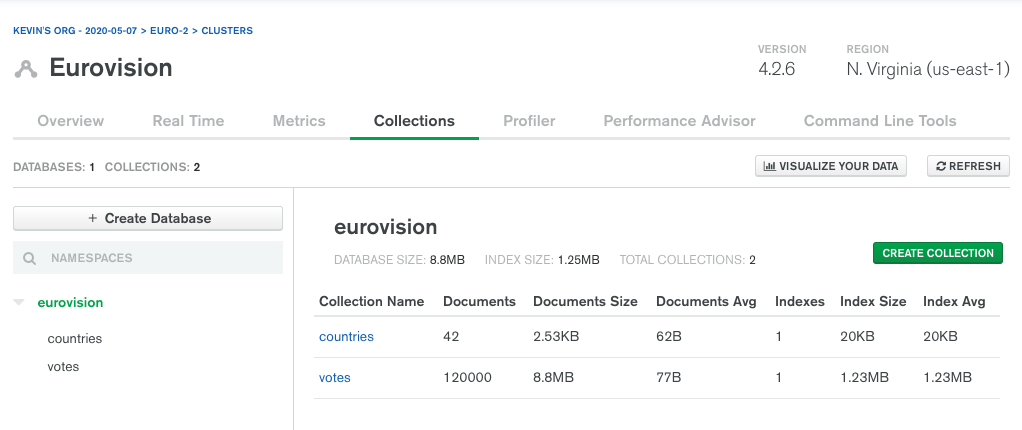 KEVIN'S ORG - 2020-05-07 > EURO-2 > CLUSTERS
Eurovision
VERSION
4.2.6
REGION
N. Virginia (us-east-1)
Overview Real Time Metrics Collections Profiler Performance Advisor Command Line Tools
DATABASES: 1 COLLECTIONS: 2
VISUALIZE YOUR DATA
REFRESH
+ Create Database
NAMESPACES
eurovision
countries
votes
eurovision
DATABASE SIZE: 8.8MB INDEX SIZE: 1.25MB TOTAL COLLECTIONS: 2
CREATE COLLECTION
Collection Name Documents Documents Size Documents Avg Indexes Index Size Index Avg
countries 42 2.53KB 62B 1 20KB 20KB
votes 120000 8.8MB 77B 1 1.23MB 1.23MB